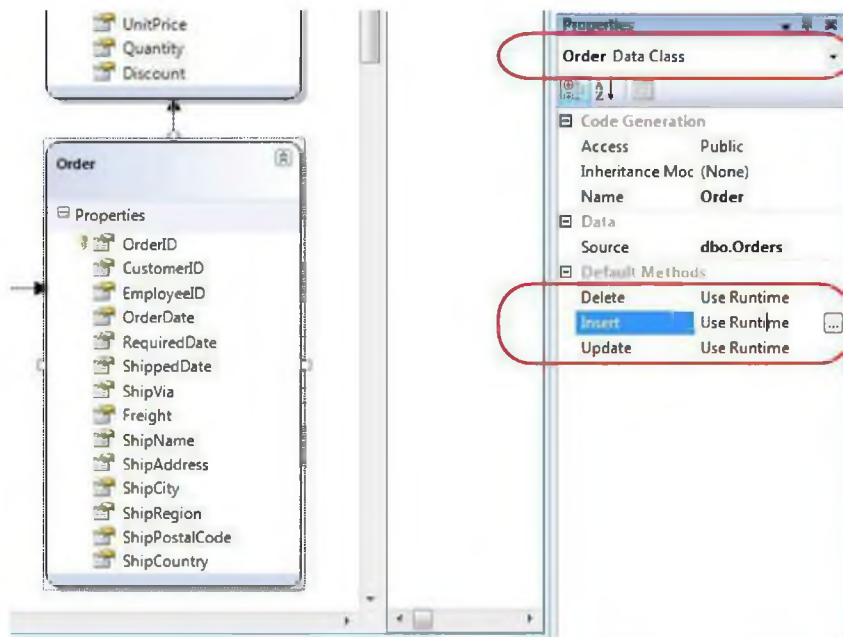 UnitPrice
Quantity
Discount
Order
Properties
OrderID
CustomerID
EmployeeID
OrderDate
RequiredDate
ShippedDate
ShipVia
Freight
ShipName
ShipAddress
ShipCity
ShipRegion
ShipPostalCode
ShipCountry
Properties
Order Data Class
Code Generation
Access Public
Inheritance Moc (None)
Name Order
Data
Source dbo.Orders
Default Methods
Delete Use Runtime
Insert Use Runtime ...
Update Use Runtime